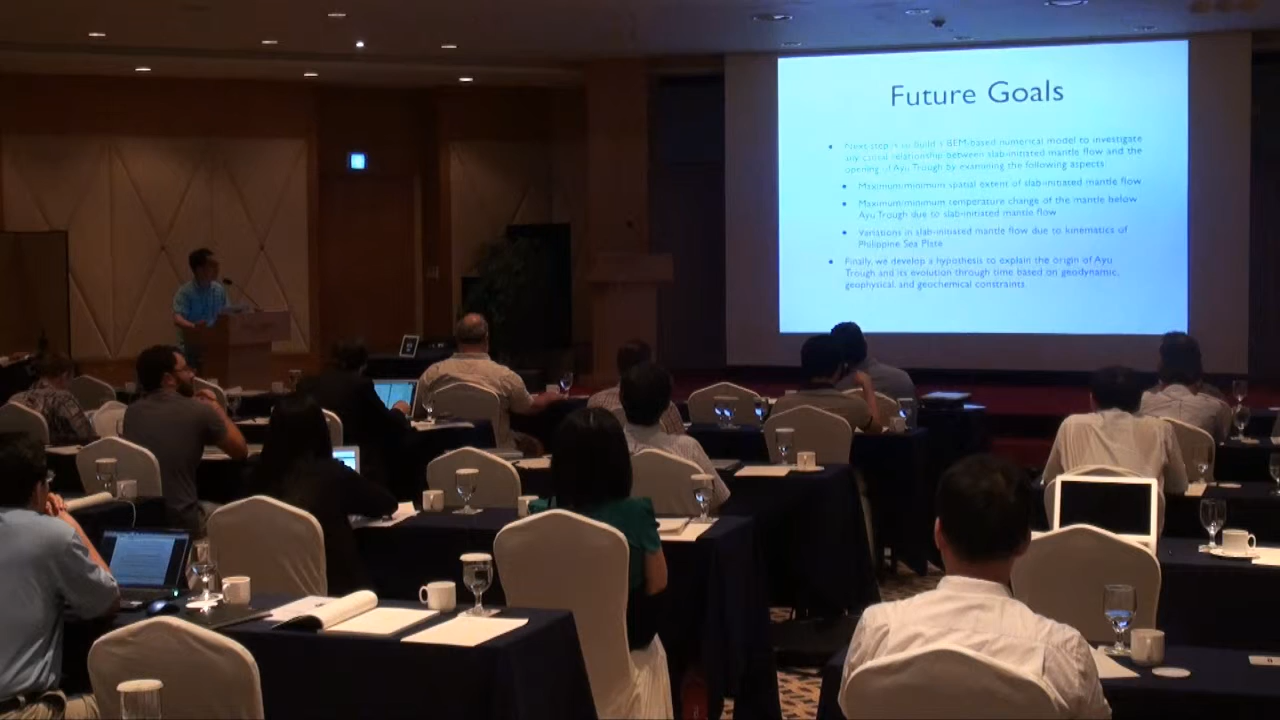 Future Goals
• Next step is to build a BEM-based numerical model to investigate
any causal relationship between slab-initiated mantle flow and the
opening of Ayu Trough by examining the following aspects
• Maximum/minimum spatial extent of slab-initiated mantle flow
• Maximum/minimum temperature change of the mantle below
Ayu Trough due to slab-initiated mantle flow
• Variations in slab-initiated mantle flow due to kinematics of
Philippine Sea Plate
• Finally, we develop a hypothesis to explain the origin of Ayu
Trough and its evolution through time based on geodynamic,
geophysical, and geochemical constraints.